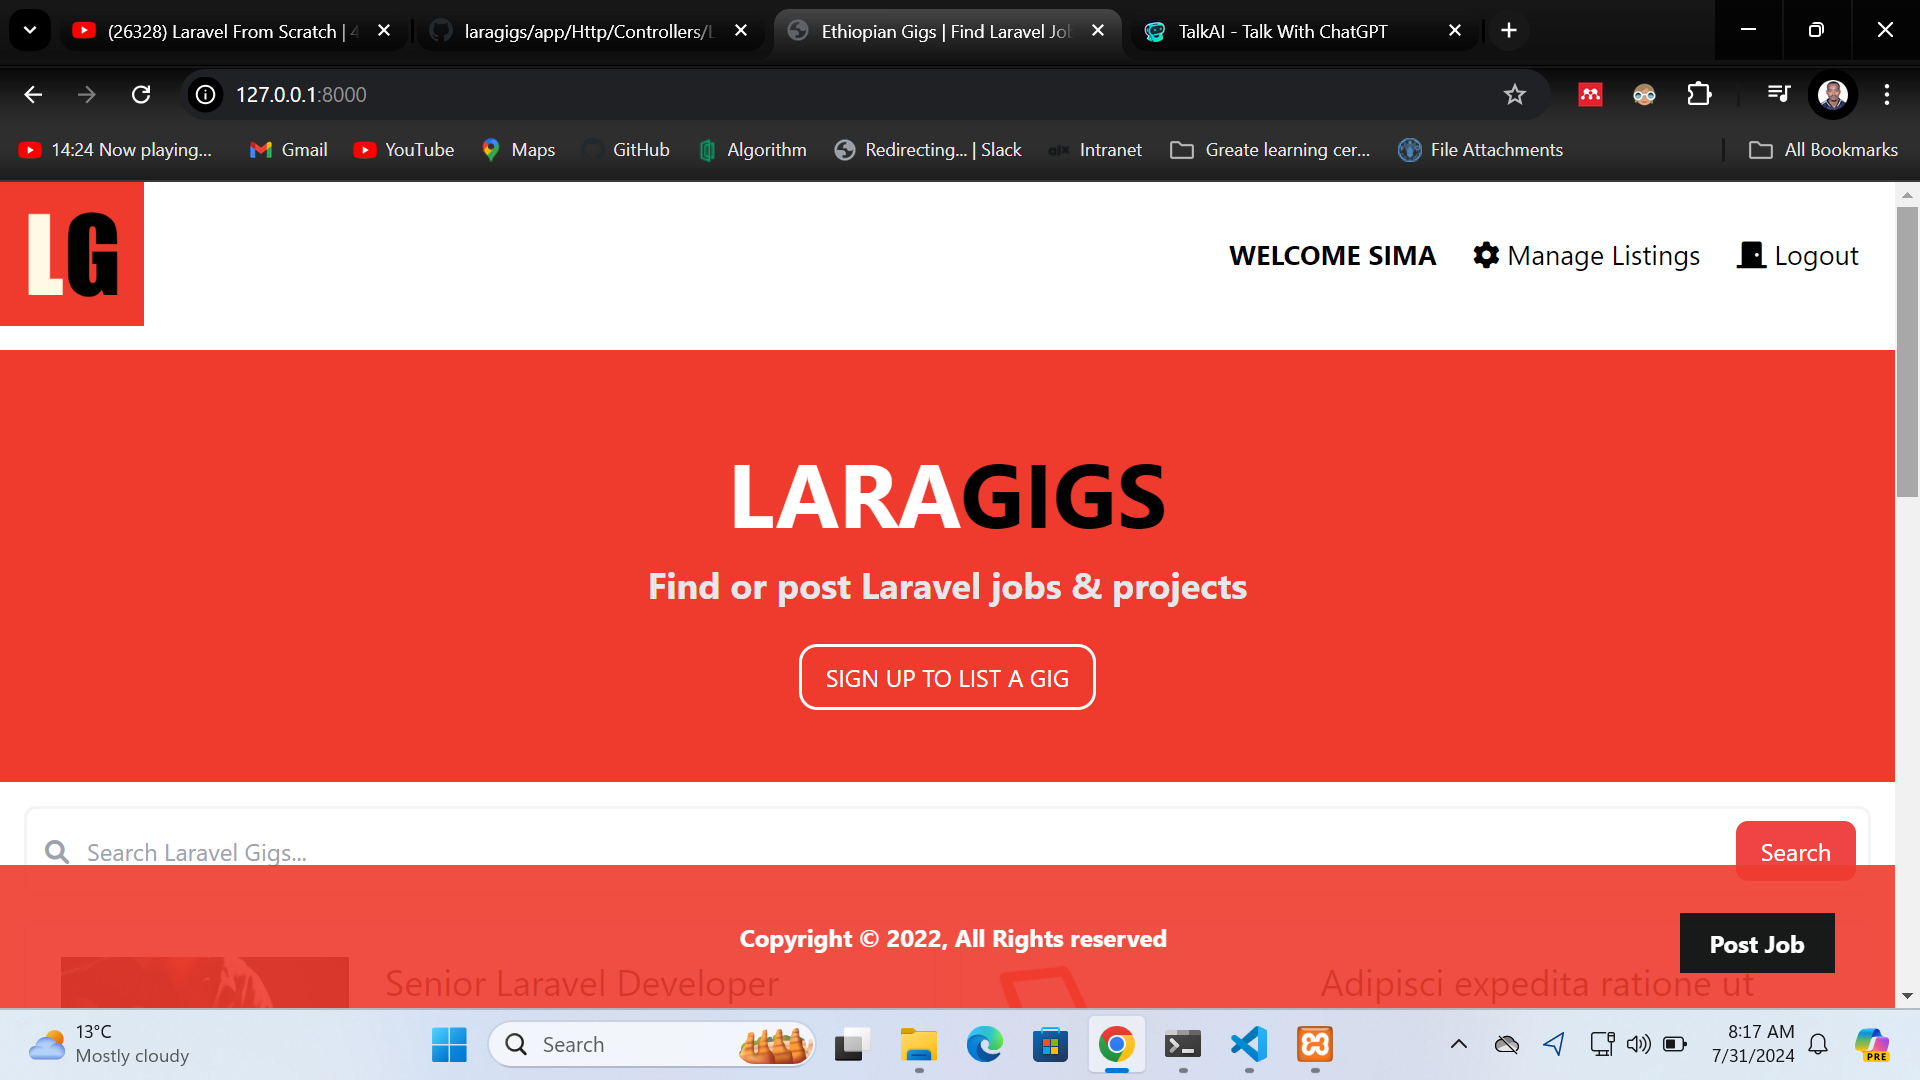 (26328) Laravel From Scratch | 4
laragigs/app/Http/Controllers/L
Ethiopian Gigs | Find Laravel Jo
TalkAI - Talk With ChatGPT
127.0.0.1:8000
14:24 Now playing...
Gmail
YouTube
Maps
GitHub
Algorithm
Redirecting... | Slack
alx
Intranet
Greate learning cer...
File Attachments
All Bookmarks
LG
WELCOME SIMA
Manage Listings
Logout
LARAGIGS
Find or post Laravel jobs & projects
SIGN UP TO LIST A GIG
Search Laravel Gigs...
Search
Copyright © 2022, All Rights reserved
Post Job
Senior Laravel Developer
Adipisci expedita ratione ut
13°C
Mostly cloudy
Search
8:17 AM
7/31/2024
PRE